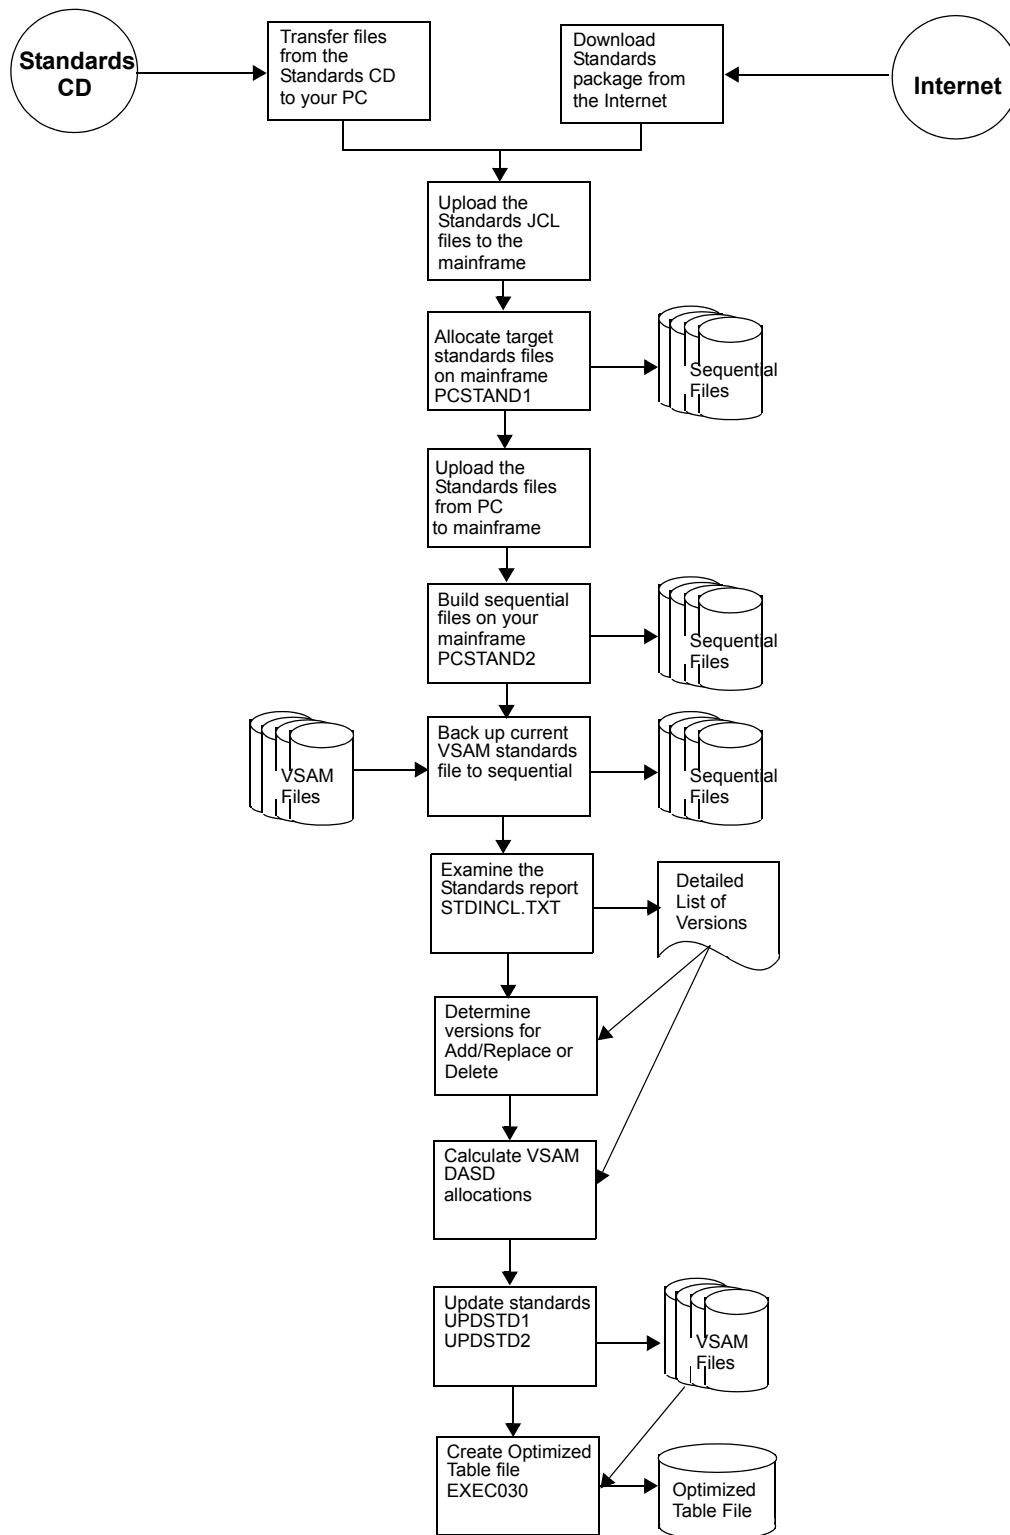 Standards
CD
Transfer files
from the
Standards CD
to your PC
Download
Standards
package from
the Internet
Internet
Upload the
Standards JCL
files to the
mainframe
Allocate target
standards files
on mainframe
PCSTAND1
Sequential
Files
Upload the
Standards files
from PC
to mainframe
Build sequential
files on your
mainframe
PCSTAND2
Sequential
Files
VSAM
Files
Back up current
VSAM standards
file to sequential
Sequential
Files
Examine the
Standards report
STDINCL.TXT
Detailed
List of
Versions
Determine
versions for
Add/Replace or
Delete
Calculate VSAM
DASD
allocations
Update standards
UPDSTD1
UPDSTD2
VSAM
Files
Create Optimized
Table file
EXEC030
Optimized
Table File